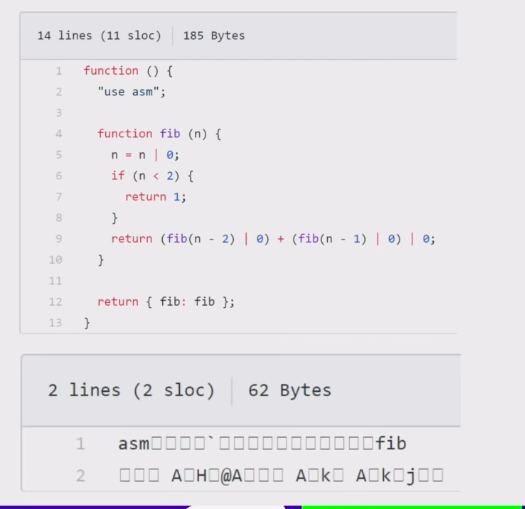 14 lines (11 sloc) 185 Bytes
1 function () {
2 "use asm";
3
4 function fib (n) {
5 n = n | 0;
6 if (n < 2) {
7 return 1;
8 }
9 return (fib(n - 2) | 0) + (fib(n - 1) | 0) | 0;
10 }
11
12 return { fib: fib };
13 }
2 lines (2 sloc) 62 Bytes
1 asm□□□□`□□□□□□□□□□□□fib
2 □□□ A□H□@A□□□ A□k□ A□k□j□□